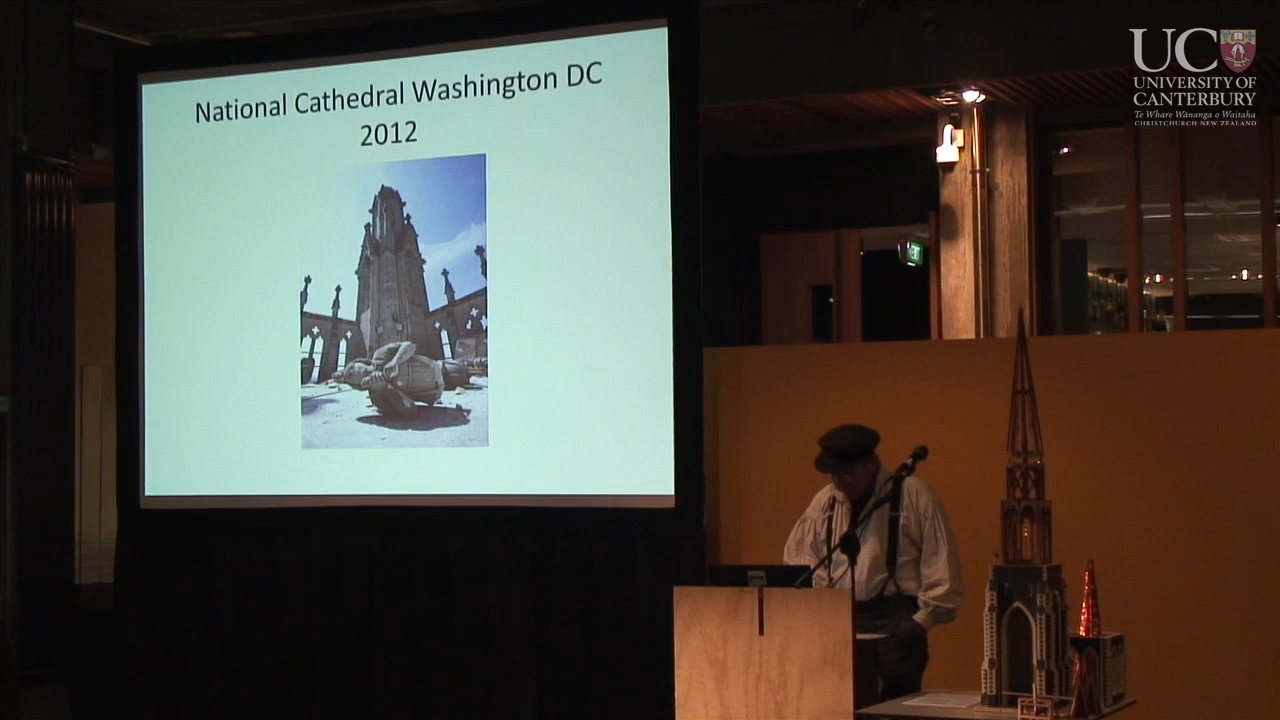 National Cathedral Washington DC
2012
UC
UNIVERSITY OF
CANTERBURY
Te Whare Wānanga o Waitaha
CHRISTCHURCH NEW ZEALAND